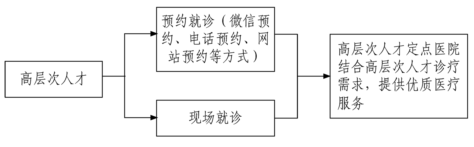 高层次人才
预约就诊（微信预
约、电话预约、网
站预约等方式）
现场就诊
高层次人才定点医院
结合高层次人才诊疗
需求，提供优质医疗
服务